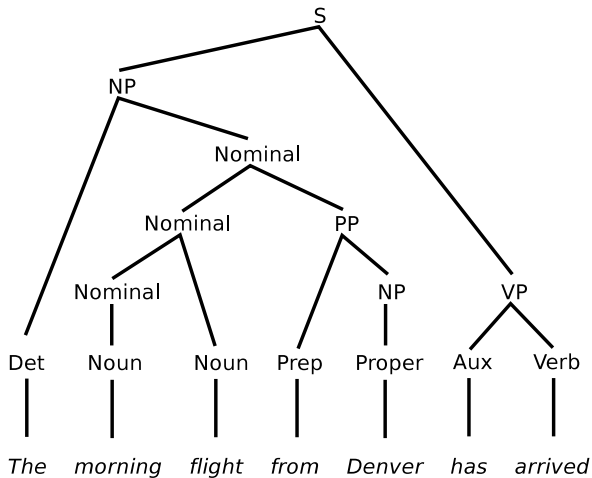 S
NP
Nominal
Nominal PP
Nominal NP VP
Det Noun Noun Prep Proper Aux Verb
The morning flight from Denver has arrived